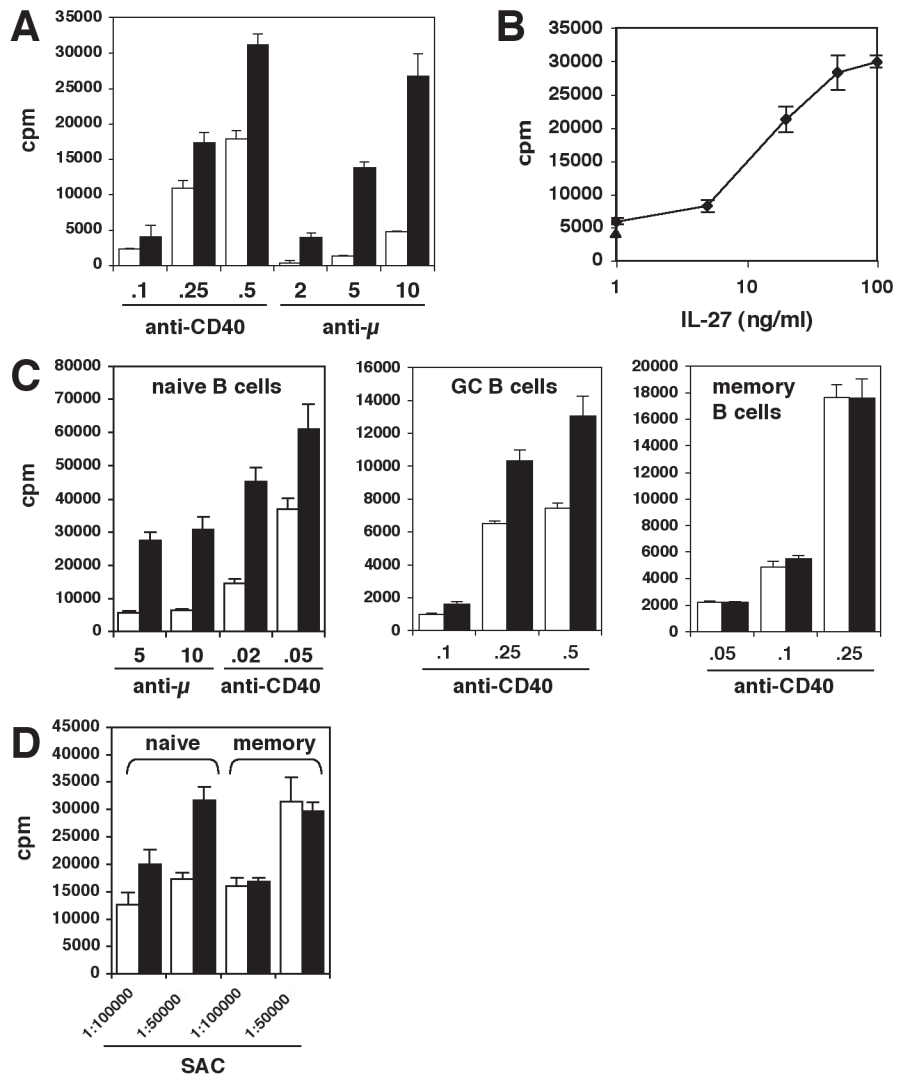 A
35000
30000
25000
20000
15000
10000
5000
0
cpm
.1 .25 .5 2 5 10
anti-CD40 anti-µ
B
35000
30000
25000
20000
15000
10000
5000
0
cpm
1 10 100
IL-27 (ng/ml)
C
80000
70000
60000
50000
40000
30000
20000
10000
0
cpm
naive B cells
5 10 .02 .05
anti-µ anti-CD40
16000
14000
12000
10000
8000
6000
4000
2000
0
GC B cells
.1 .25 .5
anti-CD40
20000
18000
16000
14000
12000
10000
8000
6000
4000
2000
0
memory
B cells
.05 .1 .25
anti-CD40
D
45000
40000
35000
30000
25000
20000
15000
10000
5000
0
cpm
naive memory
1:100000 1:50000 1:100000 1:50000
SAC